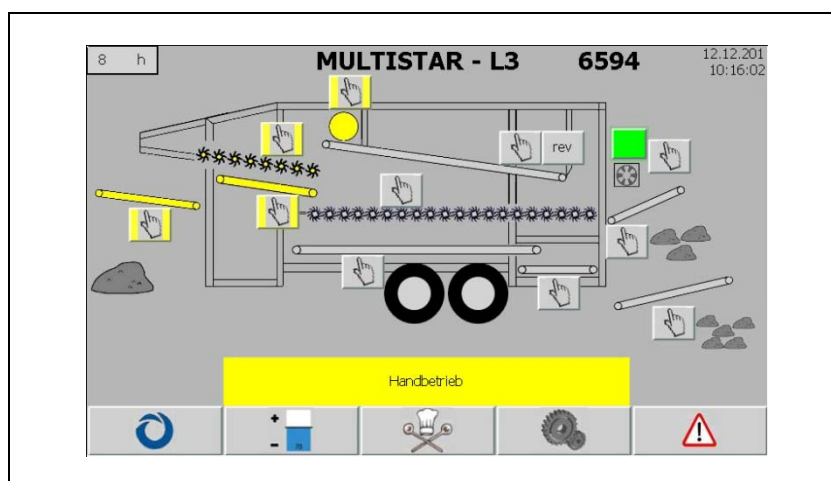 8 h
MULTISTAR - L3 6594
12.12.201
10:16:02
rev
Handbetrieb
+
-